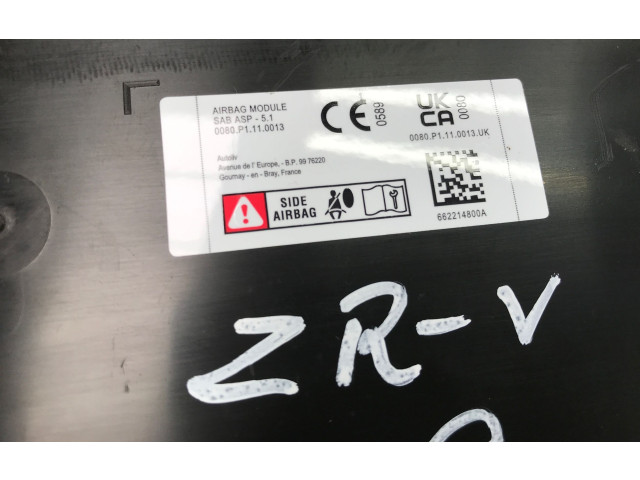 AIRBAG MODULE
SAB ASP - 5.1
0080.P1.11.0013
CE
0589
UK
CA
0080
0080.P1.11.0013.UK
Autoliv
Avenue de l' Europe, - B.P. 99 76220
Gournay - en - Bray, France
SIDE
AIRBAG
662214800A
ZR-V